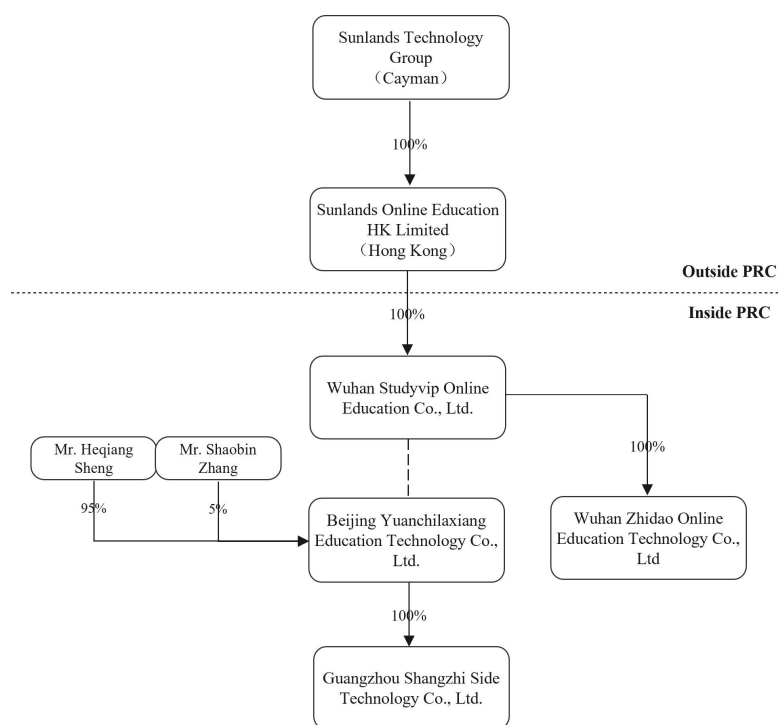 Sunlands Technology
Group
（Cayman）
100%
Sunlands Online Education
HK Limited
（Hong Kong）
Outside PRC
Inside PRC
100%
Wuhan Studyvip Online
Education Co., Ltd.
100%
Mr. Heqiang
Sheng
Mr. Shaobin
Zhang
95%
5%
Beijing Yuanchilaxiang
Education Technology Co.,
Ltd.
Wuhan Zhidao Online
Education Technology Co.,
Ltd
100%
Guangzhou Shangzhi Side
Technology Co., Ltd.